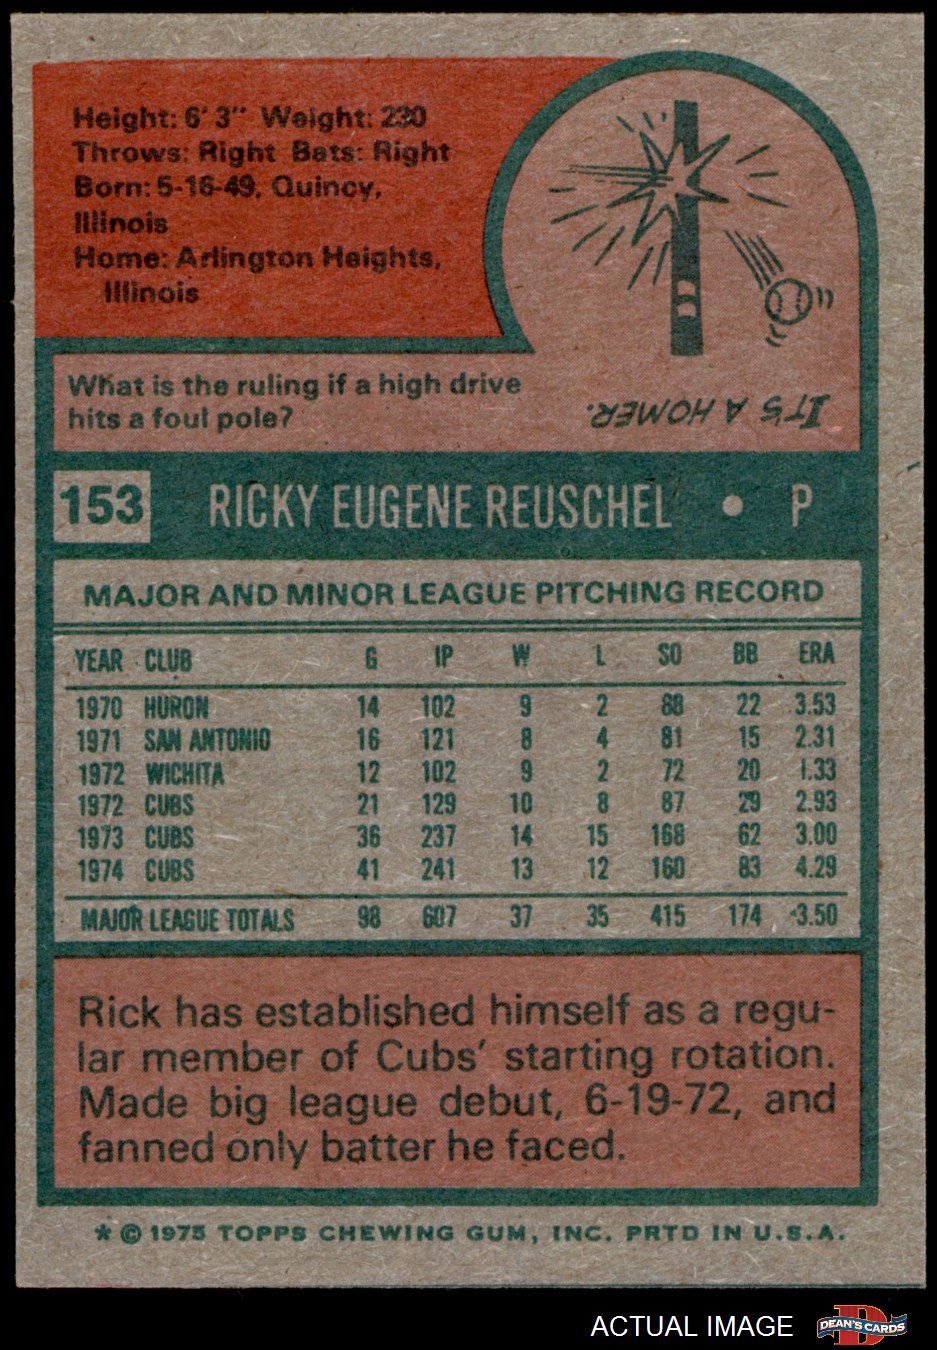 Height: 6' 3" Weight: 230
Throws: Right Bats: Right
Born: 5-16-49, Quincy,
Illinois
Home: Arlington Heights,
Illinois
What is the ruling if a high drive
hits a foul pole?
IT'S A HOMER.
153 RICKY EUGENE REUSCHEL • P
MAJOR AND MINOR LEAGUE PITCHING RECORD
YEAR CLUB G IP W L SO BB ERA
1970 HURON 14 102 9 2 88 22 3.53
1971 SAN ANTONIO 16 121 8 4 81 15 2.31
1972 WICHITA 12 102 9 2 72 20 1.33
1972 CUBS 21 129 10 8 87 29 2.93
1973 CUBS 36 237 14 15 168 62 3.00
1974 CUBS 41 241 13 12 160 83 4.29
MAJOR LEAGUE TOTALS 98 607 37 35 415 174 3.50
Rick has established himself as a regu-
lar member of Cubs' starting rotation.
Made big league debut, 6-19-72, and
fanned only batter he faced.
* © 1975 TOPPS CHEWING GUM, INC. PRTD IN U.S.A.
ACTUAL IMAGE
D
DEAN'S CARDS